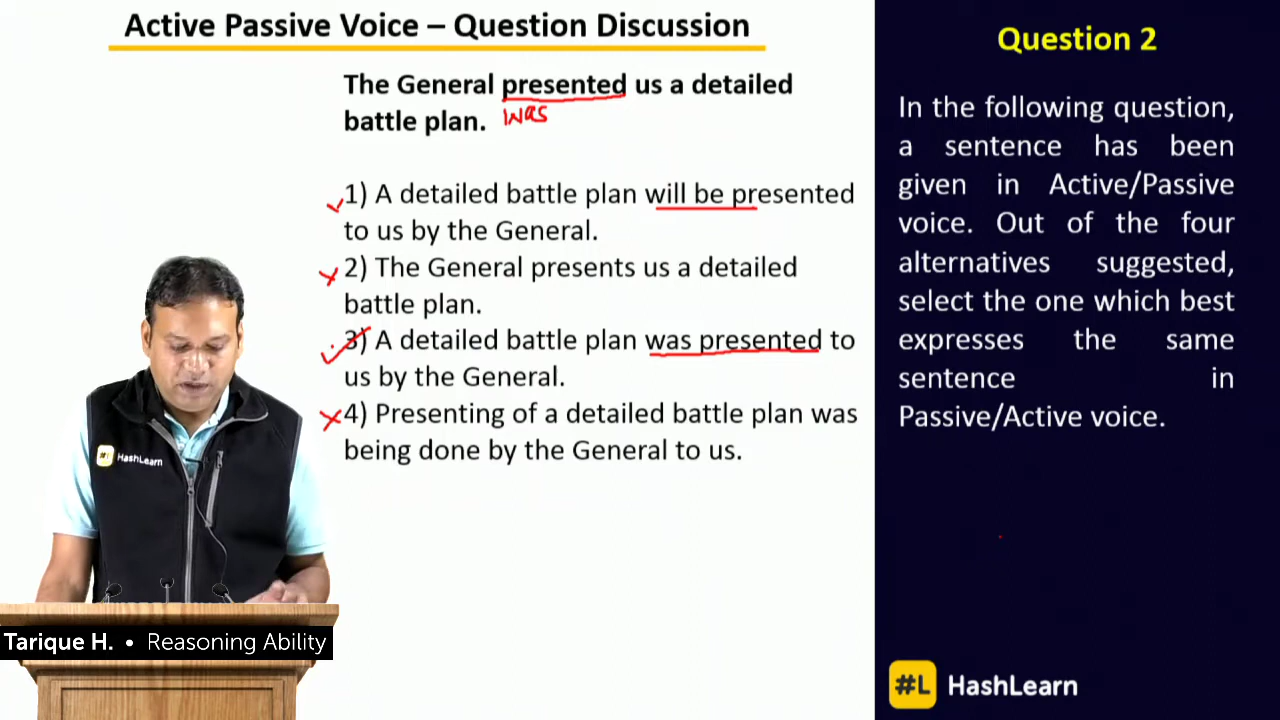 Active Passive Voice – Question Discussion
The General presented us a detailed
battle plan.
was
1) A detailed battle plan will be presented
to us by the General.
2) The General presents us a detailed
battle plan.
3) A detailed battle plan was presented to
us by the General.
4) Presenting of a detailed battle plan was
being done by the General to us.
#L HashLearn
Tarique H. • Reasoning Ability
Question 2
In the following question,
a sentence has been
given in Active/Passive
voice. Out of the four
alternatives suggested,
select the one which best
expresses the same
sentence in
Passive/Active voice.
#L HashLearn